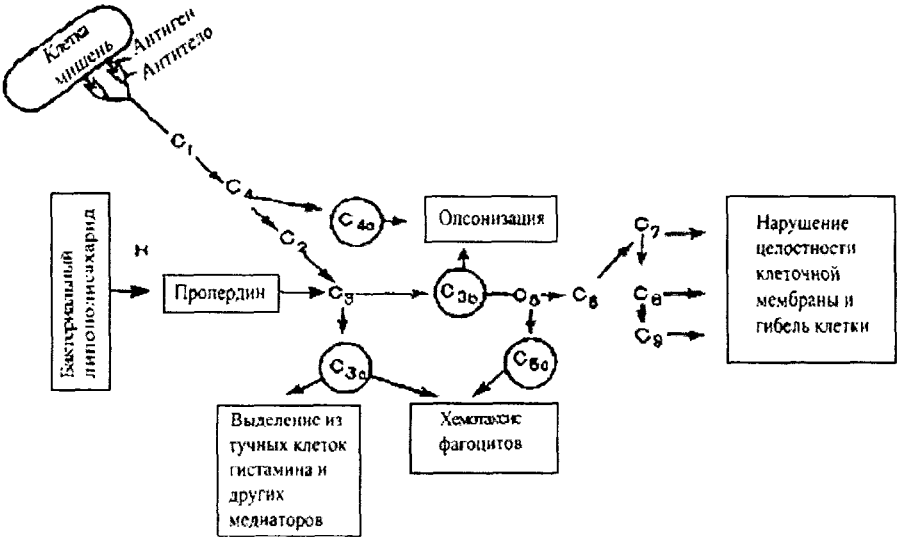 Клетка
мишень
Антиген
Антитело
C1
C4
C4a
Опсонизация
C2
Бактериальный
липополисахарид
н
Пропердин
C3
C3b
C5
C6
C7
C8
C9
Нарушение
целостности
клеточной
мембраны и
гибель клетки
C3a
C5a
Выделение из
тучных клеток
гистамина и
других
медиаторов
Хемотаксис
фагоцитов